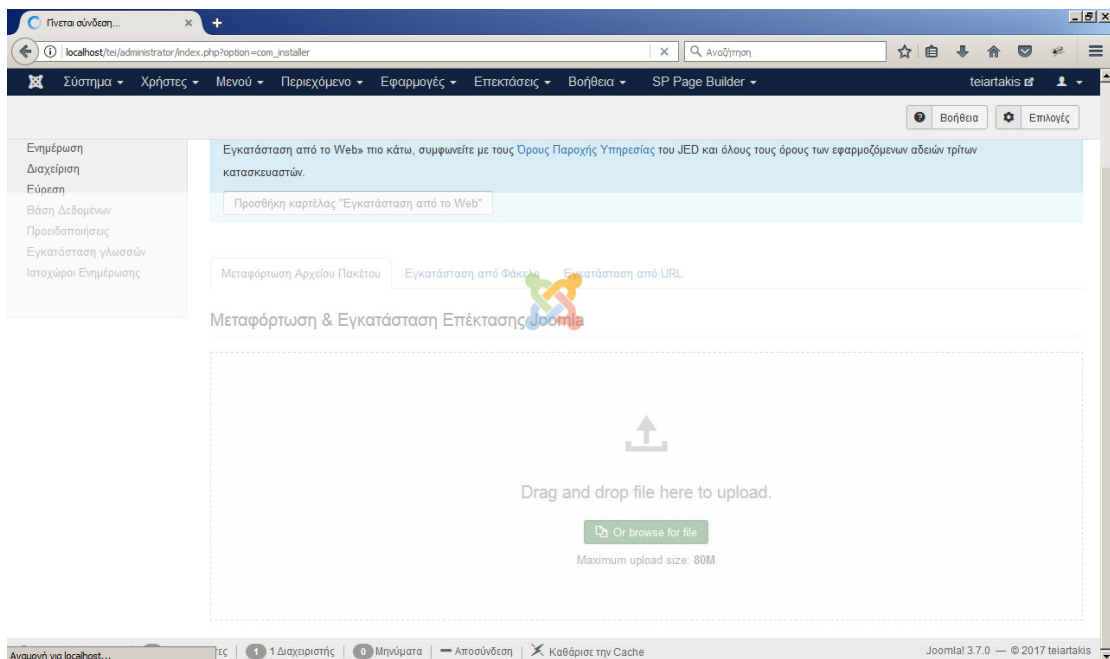 Γίνεται σύνδεση...
localhost/tei/administrator/index.php?option=com_installer
Αναζήτηση
Σύστημα Χρήστες Μενού Περιεχόμενο Εφαρμογές Επεκτάσεις Βοήθεια SP Page Builder teiartakis
Βοήθεια Επιλογές
Ενημέρωση
Διαχείριση
Εύρεση
Βάση Δεδομένων
Προειδοποιήσεις
Εγκατάσταση γλωσσών
Ιστοχώροι Ενημέρωσης
Εγκατάσταση από το Web» πιο κάτω, συμφωνείτε με τους Όρους Παροχής Υπηρεσίας του JED και όλους τους όρους των εφαρμοζόμενων αδειών τρίτων
κατασκευαστών.
Προσθήκη καρτέλας "Εγκατάσταση από το Web"
Μεταφόρτωση Αρχείου Πακέτου Εγκατάσταση από Φάκελο Εγκατάσταση από URL
Μεταφόρτωση & Εγκατάσταση Επέκτασης Joomla
Drag and drop file here to upload.
Or browse for file
Maximum upload size: 80M
Αναμονή για localhost...
τες 1 1 Διαχειριστής 0 Μηνύματα Αποσύνδεση Καθάρισε την Cache Joomla! 3.7.0 — © 2017 teiartakis